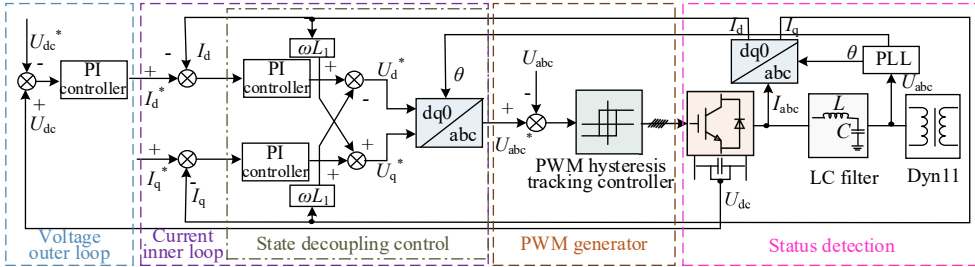 U_dc*
-
+
U_dc
PI
controller
+
I_d*
-
I_d
+
I_q*
-
I_q
ωL_1
PI
controller
+
-
U_d*
PI
controller
+
+
U_q*
ωL_1
θ
dq0
abc
+
U_abc*
U_abc
-
PWM hysteresis
tracking controller
U_dc
I_d
I_q
dq0
abc
θ
PLL
U_abc
I_abc
L
C
LC filter
Dyn11
Voltage
outer loop
Current
inner loop
State decoupling control
PWM generator
Status detection